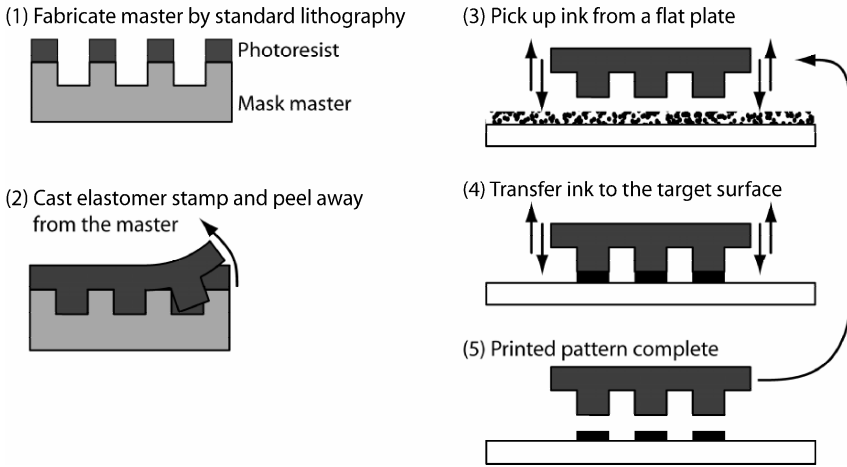 (1) Fabricate master by standard lithography
Photoresist
Mask master
(2) Cast elastomer stamp and peel away
from the master
(3) Pick up ink from a flat plate
(4) Transfer ink to the target surface
(5) Printed pattern complete